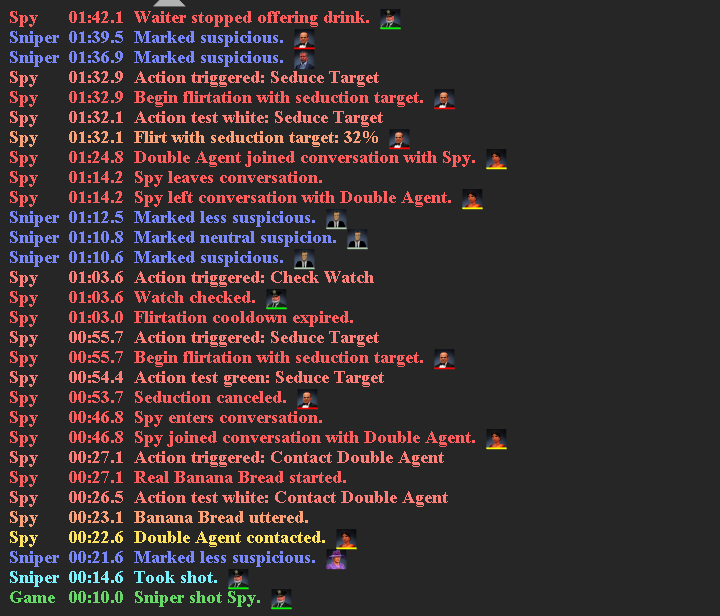 Spy 01:42.1 Waiter stopped offering drink.
Sniper 01:39.5 Marked suspicious.
Sniper 01:36.9 Marked suspicious.
Spy 01:32.9 Action triggered: Seduce Target
Spy 01:32.9 Begin flirtation with seduction target.
Spy 01:32.1 Action test white: Seduce Target
Spy 01:32.1 Flirt with seduction target: 32%
Spy 01:24.8 Double Agent joined conversation with Spy.
Spy 01:14.2 Spy leaves conversation.
Spy 01:14.2 Spy left conversation with Double Agent.
Sniper 01:12.5 Marked less suspicious.
Sniper 01:10.8 Marked neutral suspicion.
Sniper 01:10.6 Marked suspicious.
Spy 01:03.6 Action triggered: Check Watch
Spy 01:03.6 Watch checked.
Spy 01:03.0 Flirtation cooldown expired.
Spy 00:55.7 Action triggered: Seduce Target
Spy 00:55.7 Begin flirtation with seduction target.
Spy 00:54.4 Action test green: Seduce Target
Spy 00:53.7 Seduction canceled.
Spy 00:46.8 Spy enters conversation.
Spy 00:46.8 Spy joined conversation with Double Agent.
Spy 00:27.1 Action triggered: Contact Double Agent
Spy 00:27.1 Real Banana Bread started.
Spy 00:26.5 Action test white: Contact Double Agent
Spy 00:23.1 Banana Bread uttered.
Spy 00:22.6 Double Agent contacted.
Sniper 00:21.6 Marked less suspicious.
Sniper 00:14.6 Took shot.
Game 00:10.0 Sniper shot Spy.